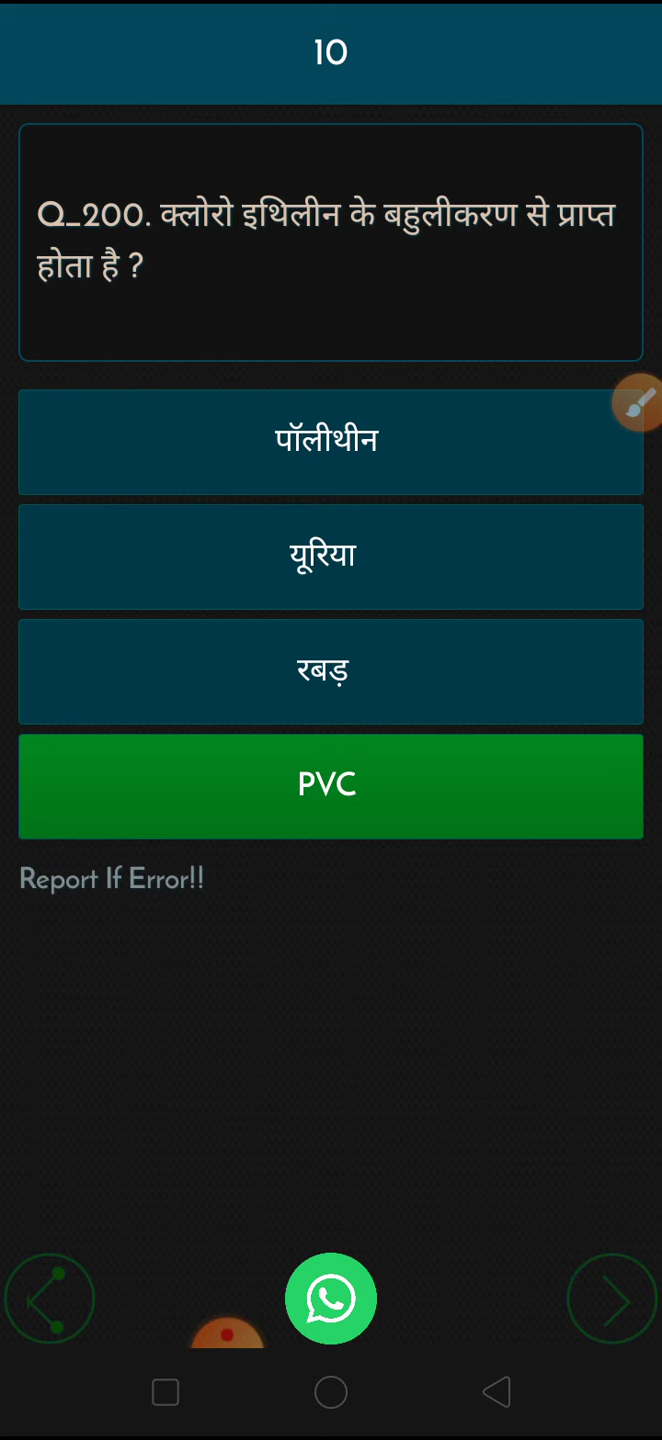 10
Q_200. क्लोरो इथिलीन के बहुलीकरण से प्राप्त
होता है ?
पॉलीथीन
यूरिया
रबड़
PVC
Report If Error!!